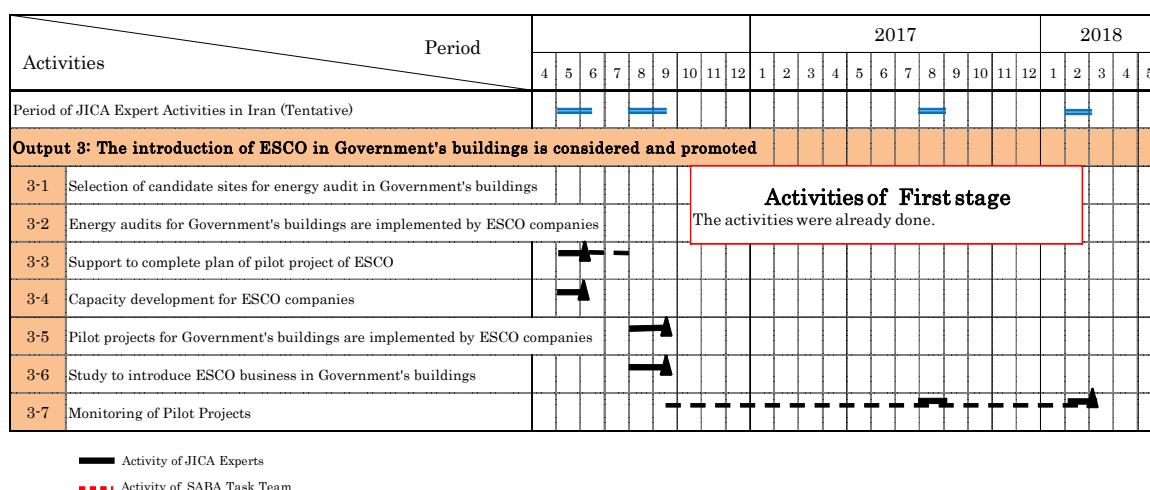 Period
Activities
2017
2018
4 5 6 7 8 9 10 11 12 1 2 3 4 5 6 7 8 9 10 11 12 1 2 3 4
Period of JICA Expert Activities in Iran (Tentative)
Output 3: The introduction of ESCO in Government's buildings is considered and promoted
3-1 Selection of candidate sites for energy audit in Government's buildings
Activities of First stage
The activities were already done.
3-2 Energy audits for Government's buildings are implemented by ESCO companies
3-3 Support to complete plan of pilot project of ESCO
3-4 Capacity development for ESCO companies
3-5 Pilot projects for Government's buildings are implemented by ESCO companies
3-6 Study to introduce ESCO business in Government's buildings
3-7 Monitoring of Pilot Projects
Activity of JICA Experts
Activity of SABA Task Team